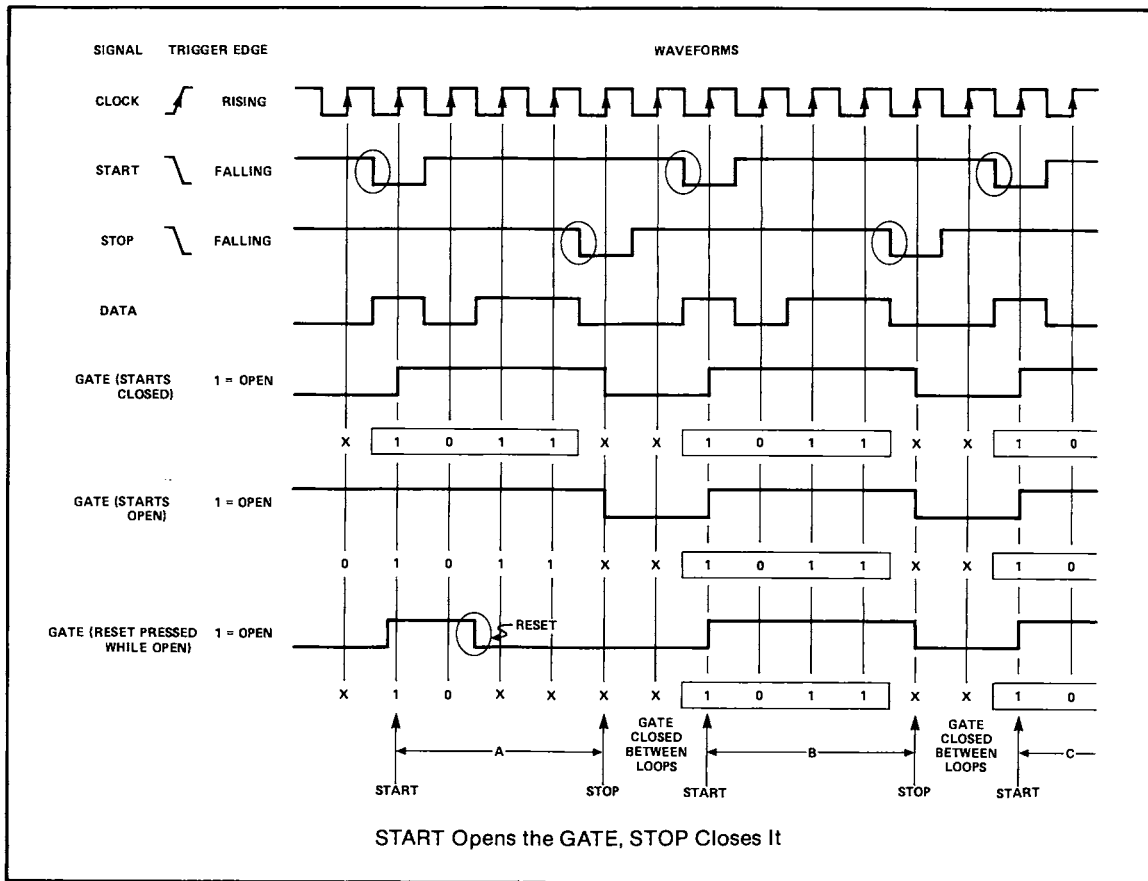 SIGNAL TRIGGER EDGE WAVEFORMS
CLOCK RISING
START FALLING
STOP FALLING
DATA
GATE (STARTS CLOSED) 1 = OPEN
X 1 0 1 1 X X 1 0 1 1 X X 1 0
GATE (STARTS OPEN) 1 = OPEN
0 1 0 1 1 X X 1 0 1 1 X X 1 0
GATE (RESET PRESSED WHILE OPEN) 1 = OPEN
RESET
X 1 0 X X X X 1 0 1 1 X X 1 0
A GATE CLOSED BETWEEN LOOPS B GATE CLOSED BETWEEN LOOPS C
START STOP START STOP START
START Opens the GATE, STOP Closes It